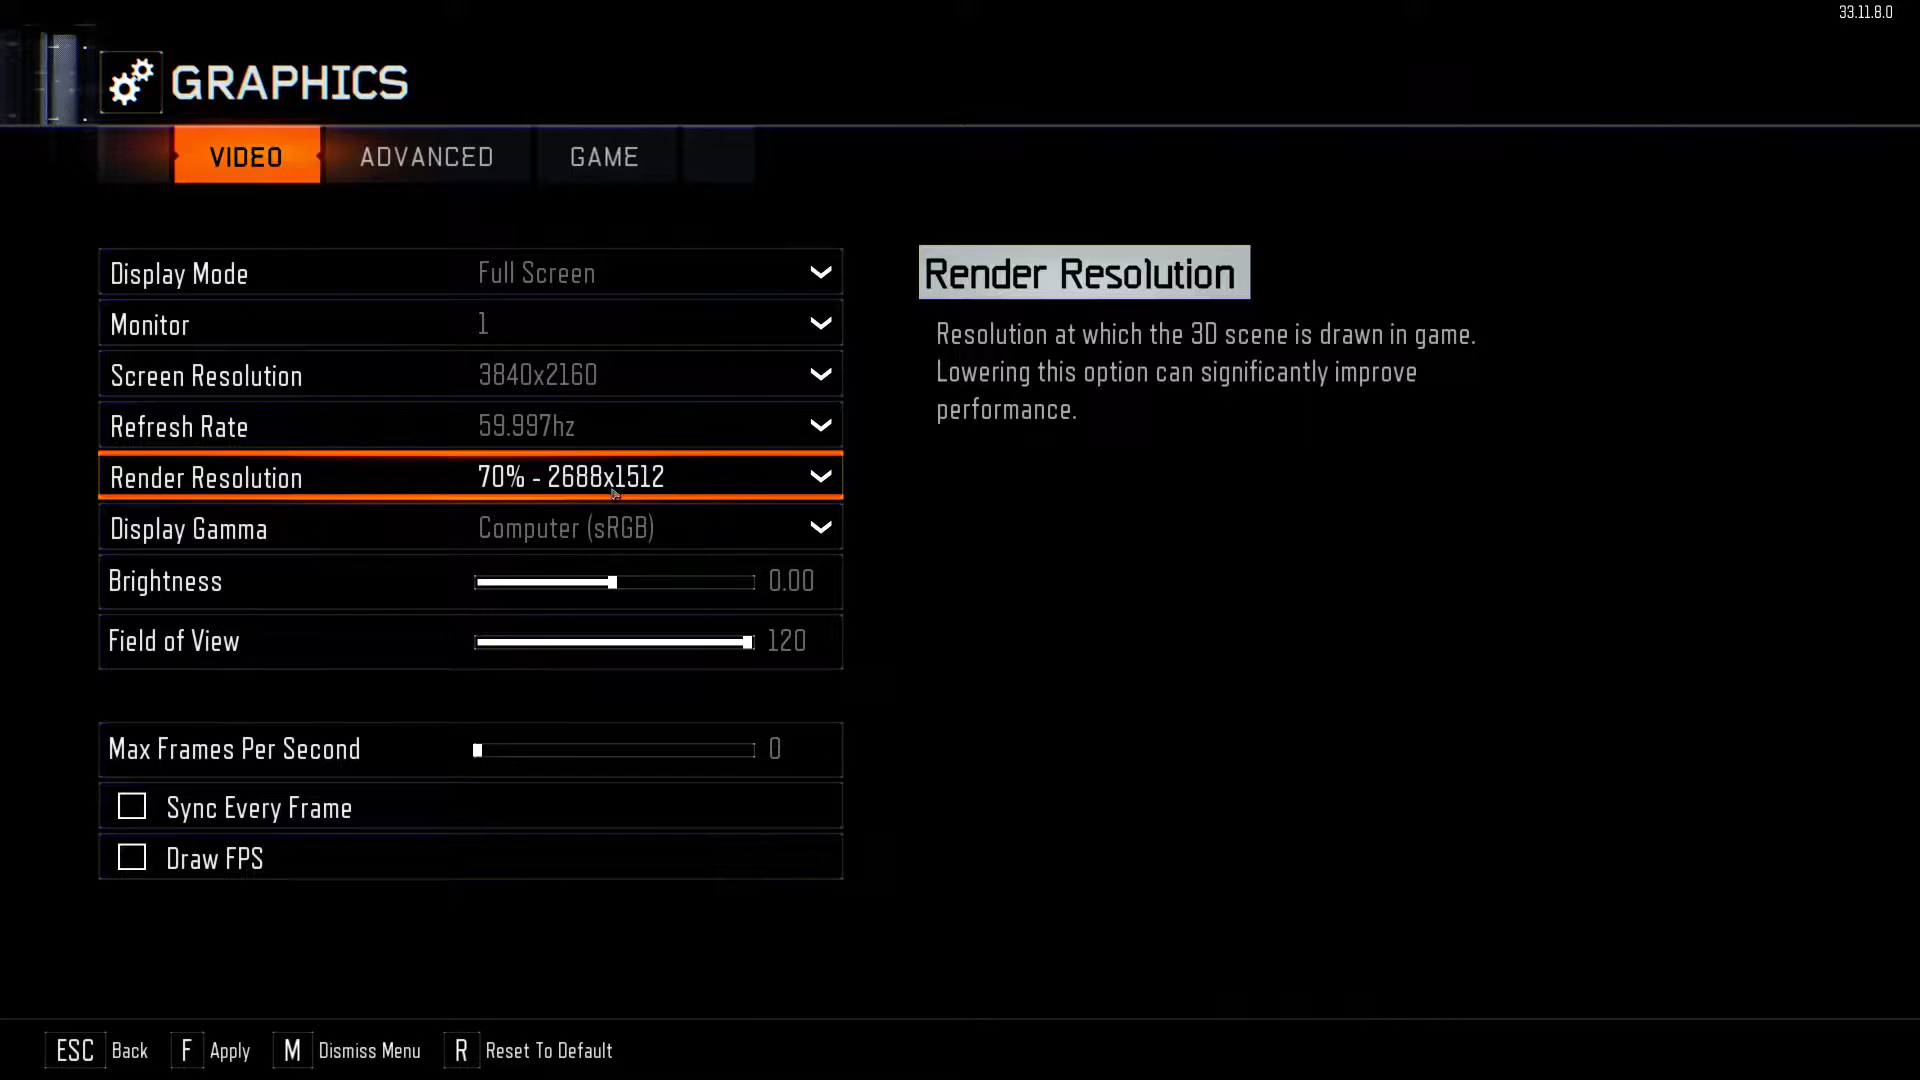 33.11.8.0
GRAPHICS
VIDEO ADVANCED GAME
Display Mode Full Screen
Monitor 1
Screen Resolution 3840x2160
Refresh Rate 59.997hz
Render Resolution 70% - 2688x1512
Display Gamma Computer (sRGB)
Brightness 0.00
Field of View 120
Max Frames Per Second 0
Sync Every Frame
Draw FPS
Render Resolution
Resolution at which the 3D scene is drawn in game.
Lowering this option can significantly improve
performance.
ESC Back F Apply M Dismiss Menu R Reset To Default